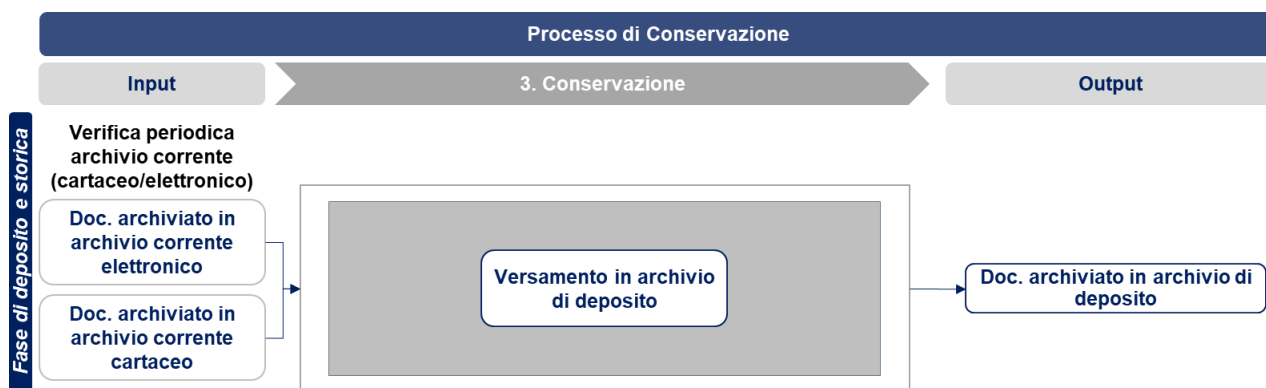 Processo di Conservazione
Input
3. Conservazione
Output
Fase di deposito e storica
Verifica periodica
archivio corrente
(cartaceo/elettronico)
Doc. archiviato in
archivio corrente
elettronico
Doc. archiviato in
archivio corrente
cartaceo
Versamento in archivio
di deposito
Doc. archiviato in archivio di
deposito